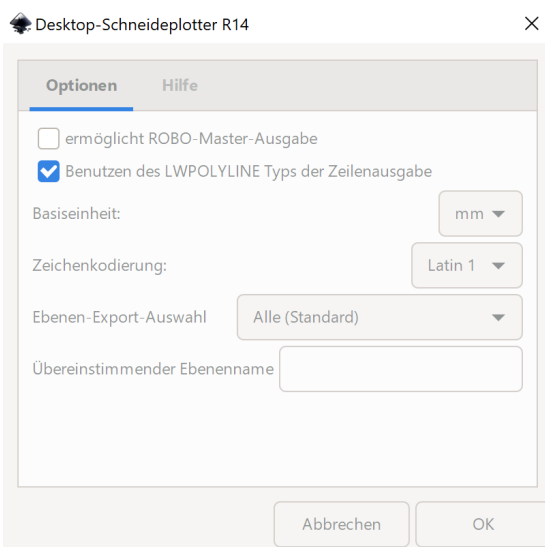 Desktop-Schneideplotter R14
Optionen Hilfe
ermöglicht ROBO-Master-Ausgabe
Benutzen des LWPOLYLINE Typs der Zeilenausgabe
Basiseinheit: mm
Zeichenkodierung: Latin 1
Ebenen-Export-Auswahl Alle (Standard)
Übereinstimmender Ebenenname
Abbrechen OK